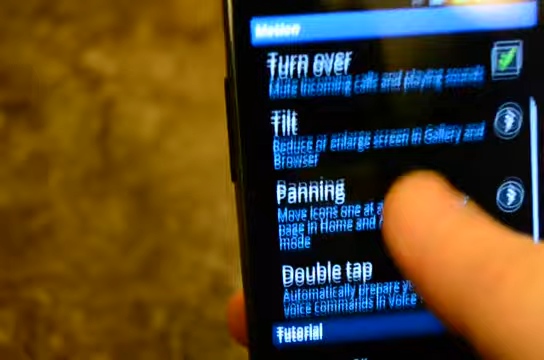 Motion
Turn over
Mute incoming calls and playing sounds
Tilt
Reduce or enlarge screen in Gallery and
Browser
Panning
Move icons one at a
page in Home and
mode
Double tap
Automatically prepare
voice commands in Voice
Tutorial